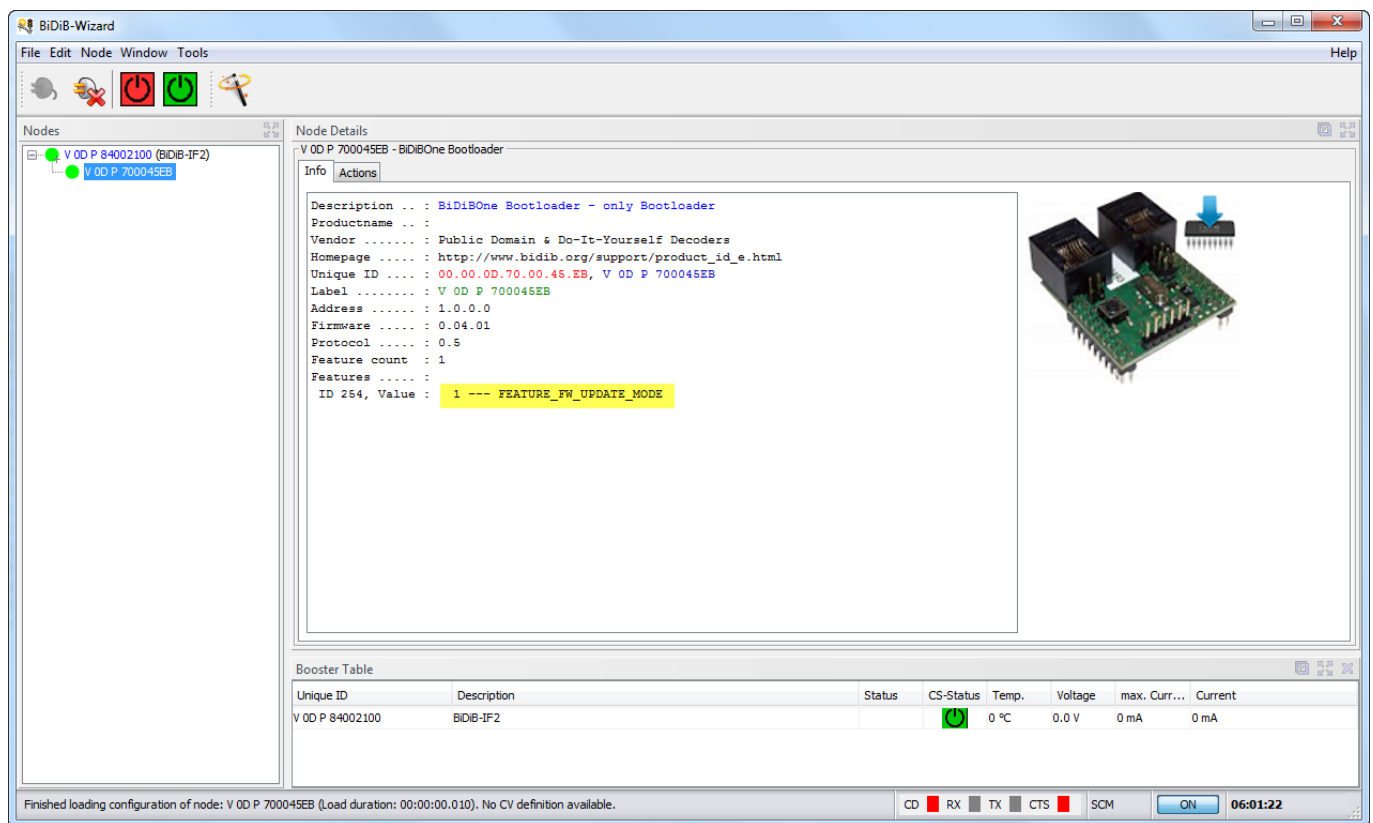 BiDiB-Wizard
File Edit Node Window Tools Help
Nodes
V 0D P 84002100 (BiDiB-IF2)
V 0D P 700045EB
Node Details
V 0D P 700045EB - BiDiBOne Bootloader
Info Actions
Description .. : BiDiBOne Bootloader - only Bootloader
Productname .. :
Vendor ....... : Public Domain & Do-It-Yourself Decoders
Homepage ..... : http://www.bidib.org/support/product_id_e.html
Unique ID .... : 00.00.0D.70.00.45.EB, V 0D P 700045EB
Label ........ : V 0D P 700045EB
Address ...... : 1.0.0.0
Firmware ..... : 0.04.01
Protocol ..... : 0.5
Feature count : 1
Features ..... :
ID 254, Value : 1 --- FEATURE_FW_UPDATE_MODE
Booster Table
Unique ID Description Status CS-Status Temp. Voltage max. Curr... Current
V 0D P 84002100 BiDiB-IF2 0 °C 0.0 V 0 mA 0 mA
Finished loading configuration of node: V 0D P 700045EB (Load duration: 00:00:00.010). No CV definition available. CD RX TX CTS SCM ON 06:01:22